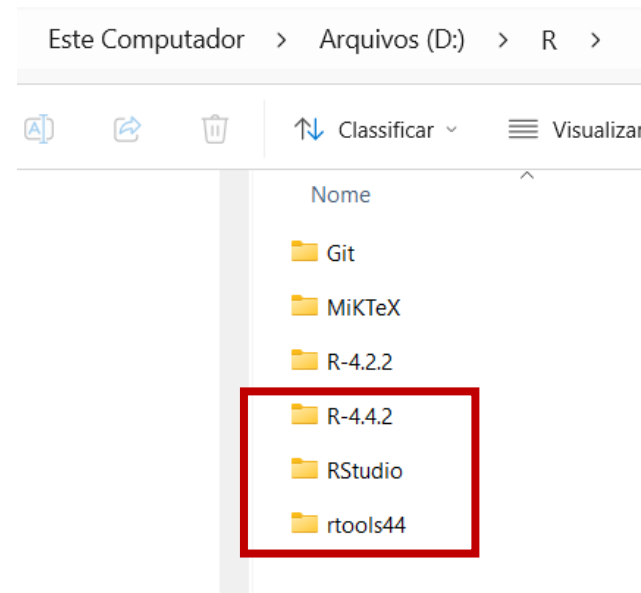 Este Computador > Arquivos (D:) > R >
Classificar Visualizar
Nome
Git
MiKTeX
R-4.2.2
R-4.4.2
RStudio
rtools44